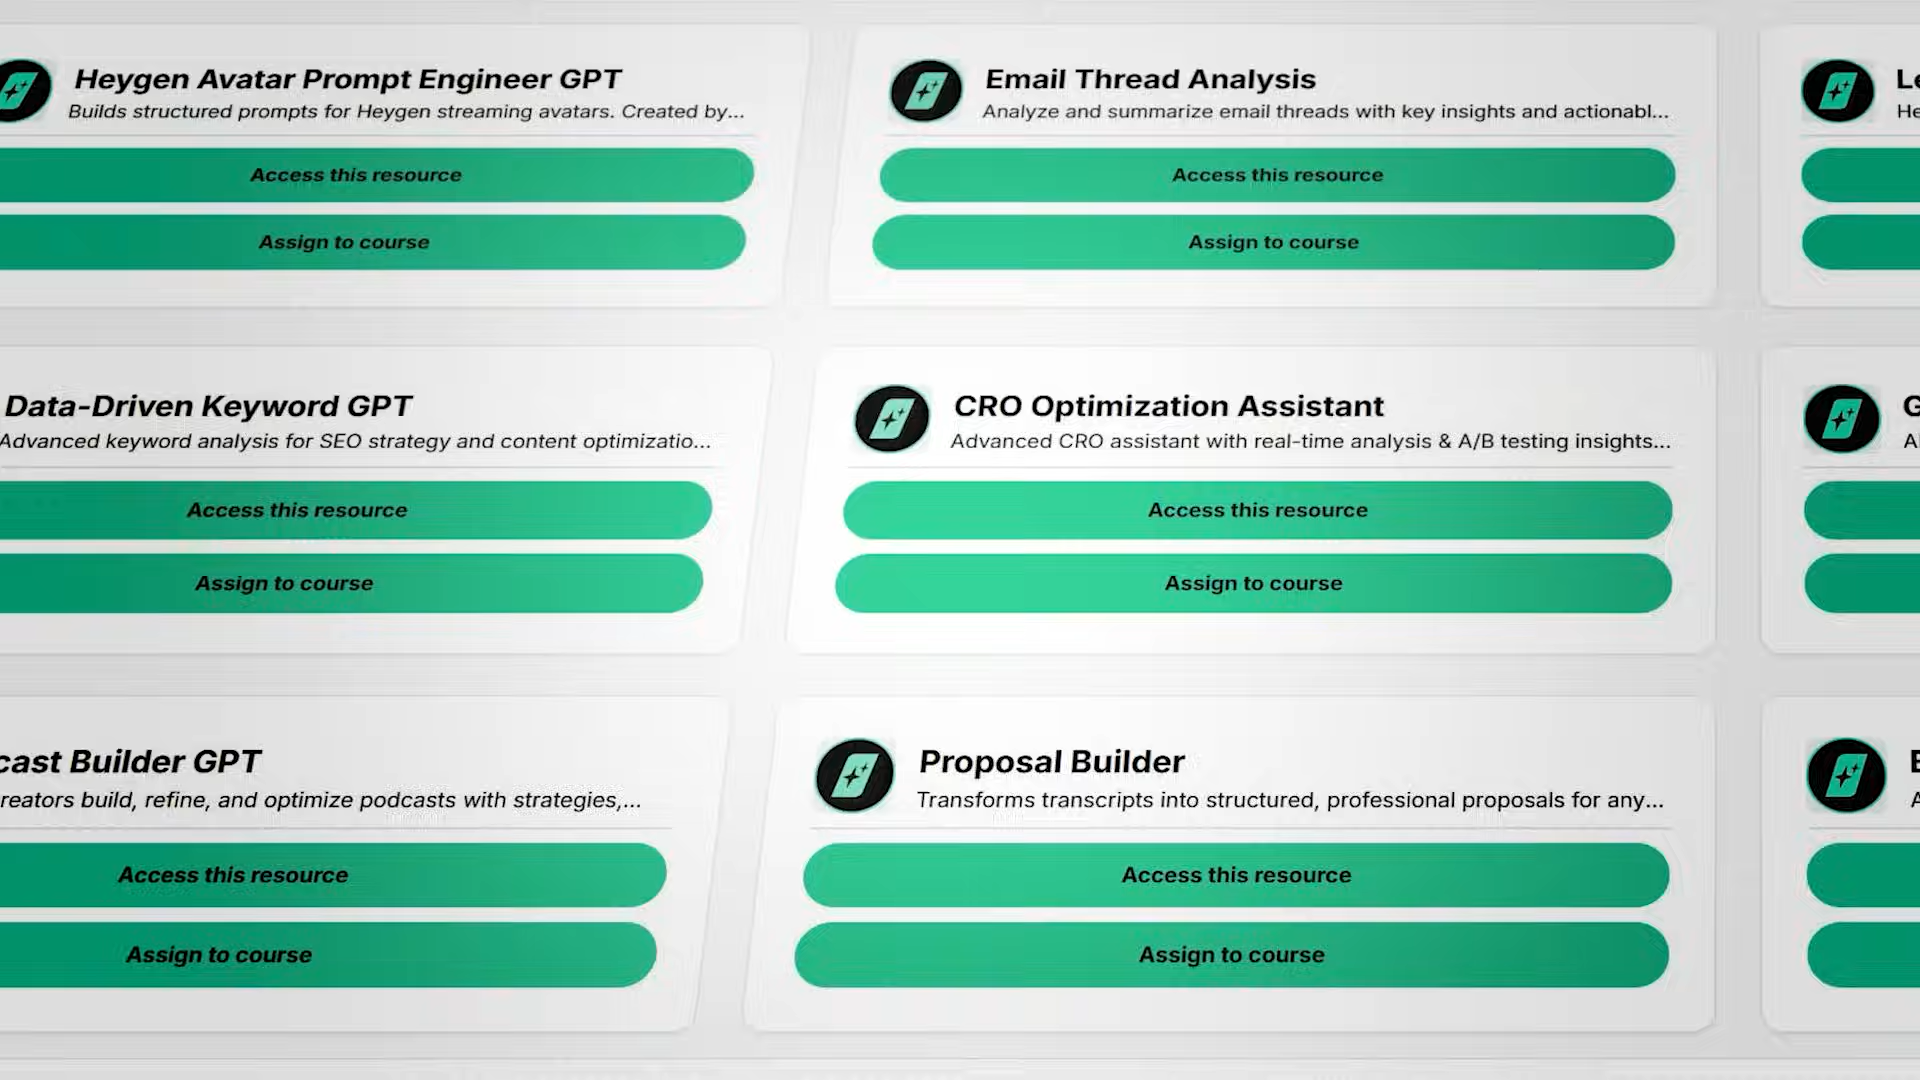 Heygen Avatar Prompt Engineer GPT
Builds structured prompts for Heygen streaming avatars. Created by...
Access this resource
Assign to course
Email Thread Analysis
Analyze and summarize email threads with key insights and actionabl...
Access this resource
Assign to course
Data-Driven Keyword GPT
Advanced keyword analysis for SEO strategy and content optimizatio...
Access this resource
Assign to course
CRO Optimization Assistant
Advanced CRO assistant with real-time analysis & A/B testing insights...
Access this resource
Assign to course
cast Builder GPT
reators build, refine, and optimize podcasts with strategies,...
Access this resource
Assign to course
Proposal Builder
Transforms transcripts into structured, professional proposals for any...
Access this resource
Assign to course